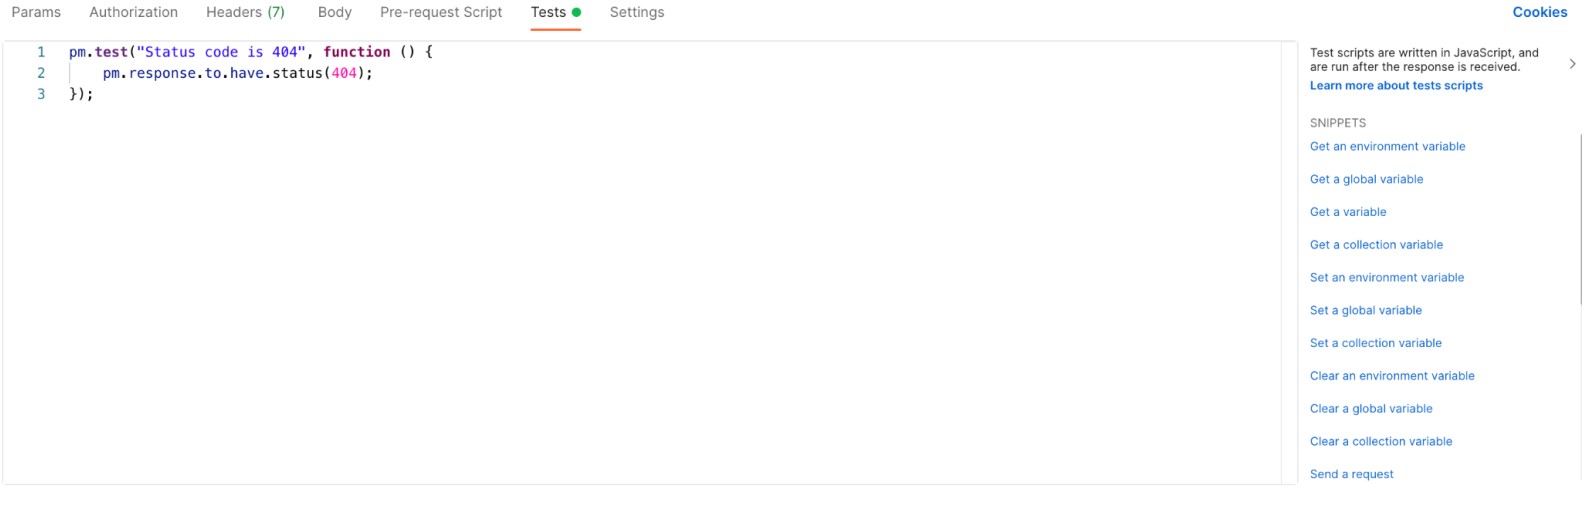 Params Authorization Headers (7) Body Pre-request Script Tests Settings Cookies
1 pm.test("Status code is 404", function () {
2 pm.response.to.have.status(404);
3 });
Test scripts are written in JavaScript, and
are run after the response is received.
Learn more about tests scripts
SNIPPETS
Get an environment variable
Get a global variable
Get a variable
Get a collection variable
Set an environment variable
Set a global variable
Set a collection variable
Clear an environment variable
Clear a global variable
Clear a collection variable
Send a request